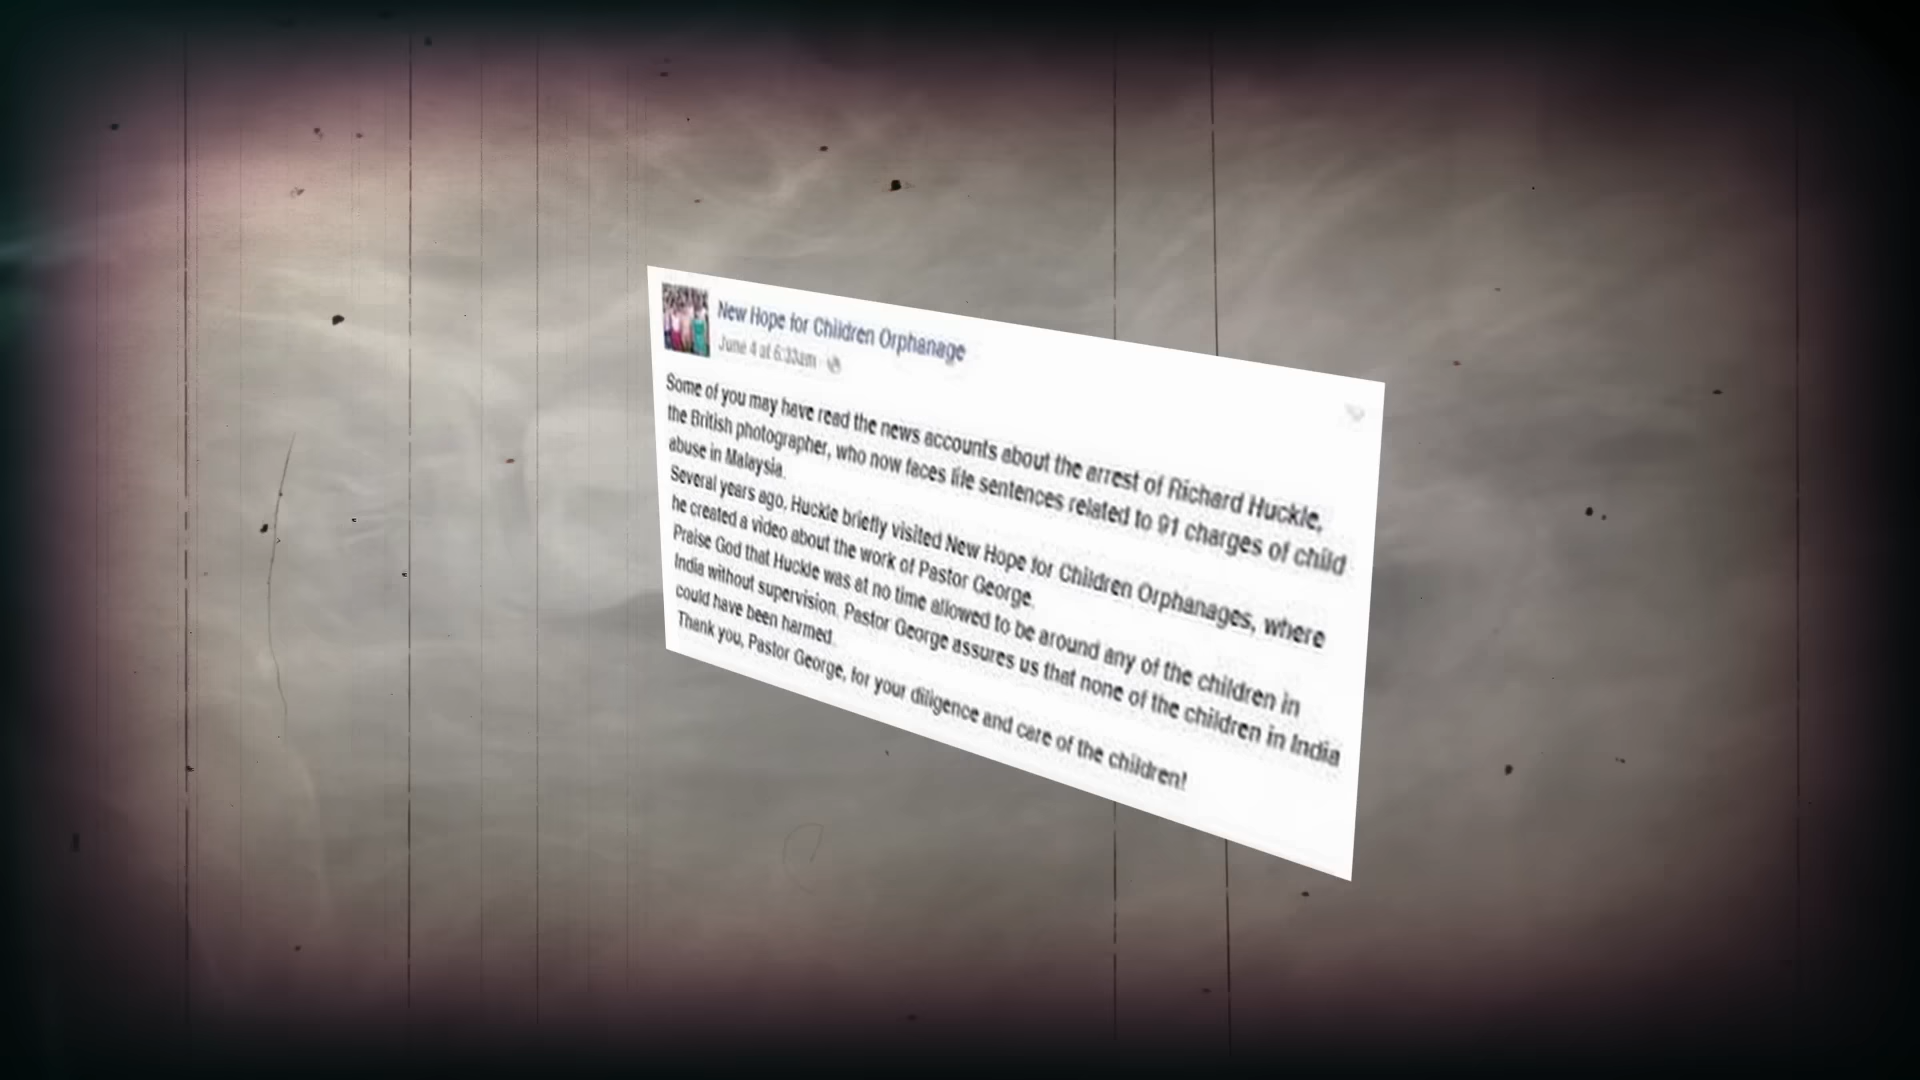 New Hope for Children Orphanage
June 4 at 6:33am
Some of you may have read the news accounts about the arrest of Richard Huckle,
the British photographer, who now faces life sentences related to 91 charges of child
abuse in Malaysia.
Several years ago, Huckle briefly visited New Hope for Children Orphanages, where
he created a video about the work of Pastor George.
Praise God that Huckle was at no time allowed to be around any of the children in
India without supervision. Pastor George assures us that none of the children in India
could have been harmed.
Thank you, Pastor George, for your diligence and care of the children!